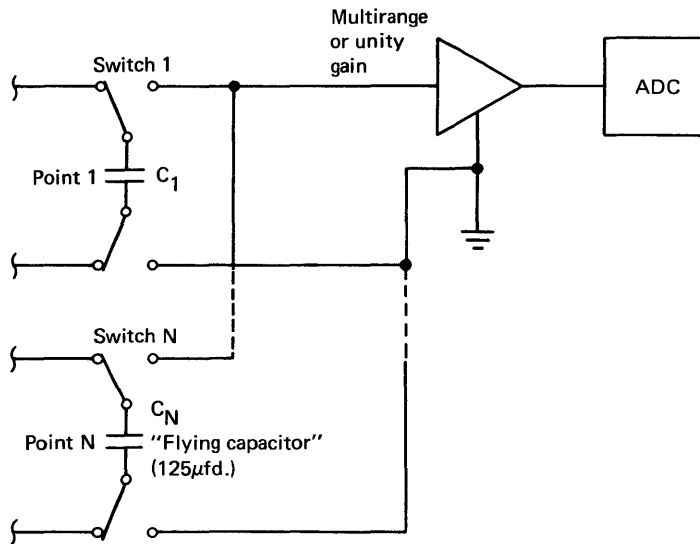 Multirange
or unity
gain
Switch 1
ADC
Point 1
C1
Switch N
CN
Point N
"Flying capacitor"
(125μfd.)